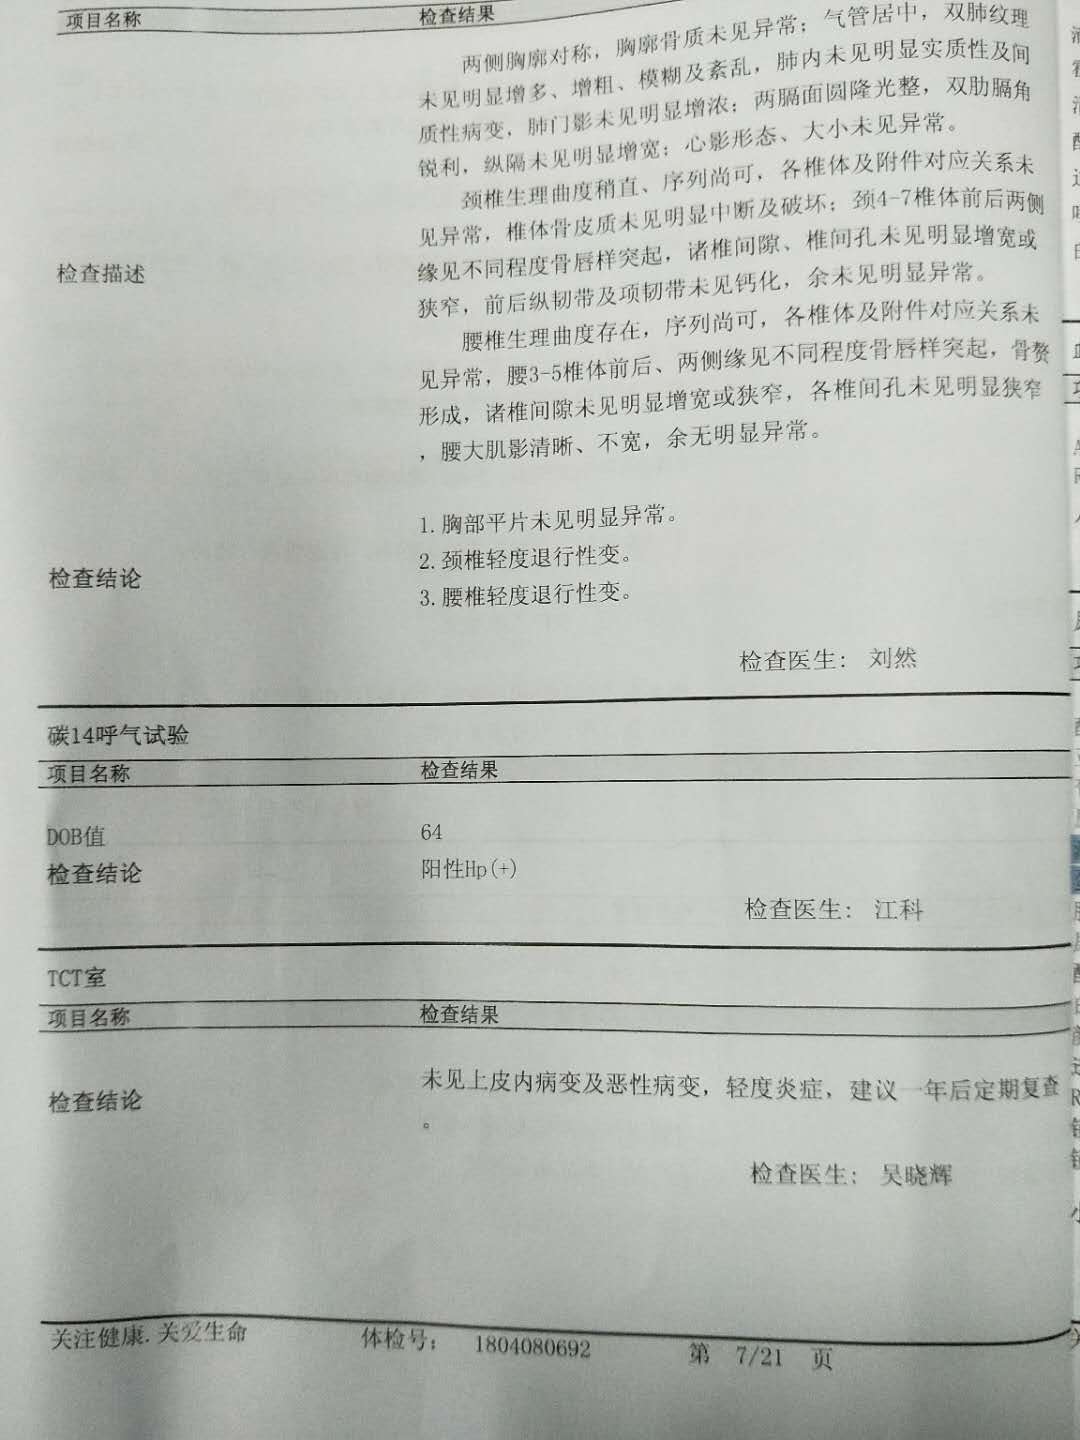 项目名称 检查结果
两侧胸廓对称，胸廓骨质未见异常；气管居中，双肺纹理
未见明显增多、增粗、模糊及紊乱，肺内未见明显实质性及间
质性病变，肺门影未见明显增浓；两膈面圆隆光整，双肋膈角
锐利，纵隔未见明显增宽；心影形态、大小未见异常。
颈椎生理曲度稍直、序列尚可，各椎体及附件对应关系未
见异常，椎体骨皮质未见明显中断及破坏；颈4-7椎体前后两侧
检查描述 缘见不同程度骨唇样突起，诸椎间隙、椎间孔未见明显增宽或
狭窄，前后纵韧带及项韧带未见钙化，余未见明显异常。
腰椎生理曲度存在，序列尚可，各椎体及附件对应关系未
见异常，腰3-5椎体前后、两侧缘见不同程度骨唇样突起，骨赘
形成，诸椎间隙未见明显增宽或狭窄，各椎间孔未见明显狭窄
，腰大肌影清晰、不宽，余无明显异常。
1.胸部平片未见明显异常。
2.颈椎轻度退行性变。
检查结论
3.腰椎轻度退行性变。
检查医生： 刘然
碳14呼气试验
项目名称 检查结果
DOB值 64
检查结论 阳性Hp(+)
检查医生： 江科
TCT室
项目名称 检查结果
检查结论 未见上皮内病变及恶性病变，轻度炎症，建议一年后定期复查
。
检查医生： 吴晓辉
关注健康.关爱生命 体检号： 1804080692 第 7/21 页